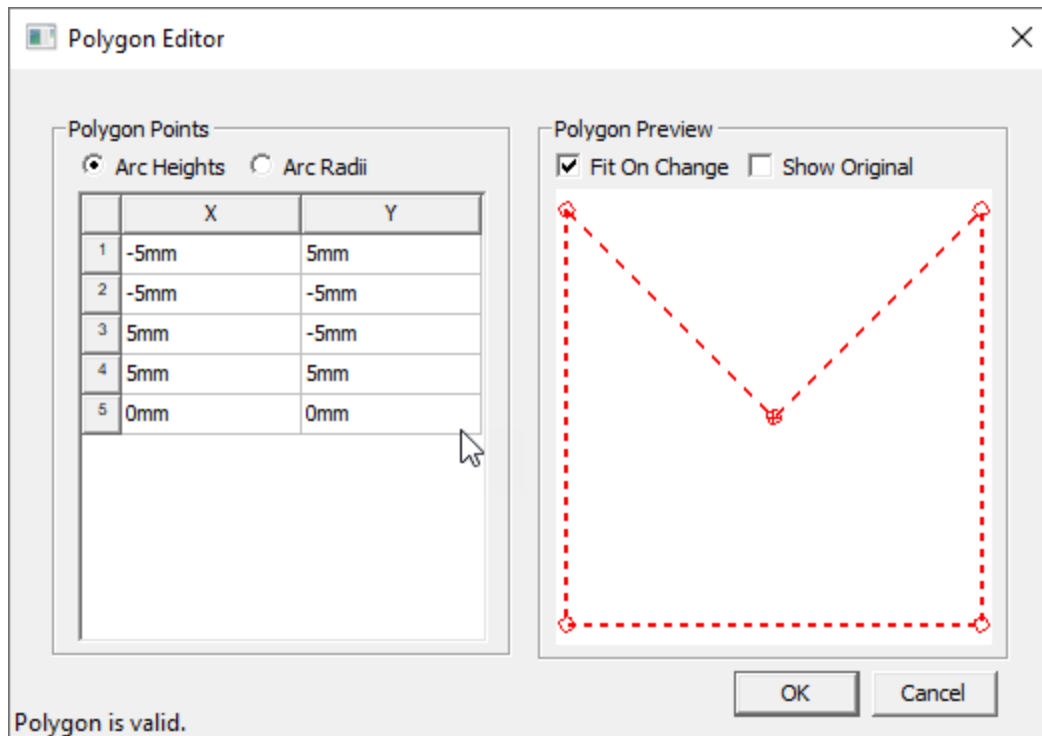 Polygon Editor
Polygon Points
Arc Heights Arc Radii
X Y
1 -5mm 5mm
2 -5mm -5mm
3 5mm -5mm
4 5mm 5mm
5 0mm 0mm
Polygon Preview
Fit On Change Show Original
OK Cancel
Polygon is valid.